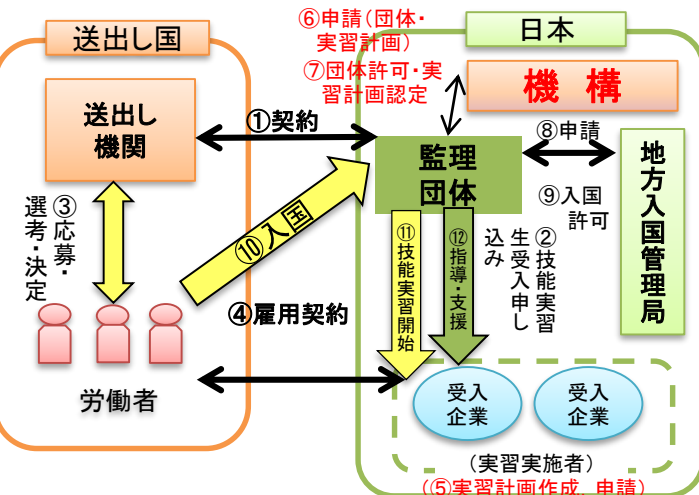 送出し国
日本
⑥申請(団体・
実習計画)
⑦団体許可・実
習計画認定
機 構
送出し
機関
①契約
監理
団体
⑧申請
⑨入国
許可
地方入国管理局
③応募・
選考・決定
⑩入国
⑪技能実習開始
⑫指導・支援
②技能実習
生受入申し
込み
④雇用契約
労働者
受入
企業
受入
企業
(実習実施者)
(⑤実習計画作成、申請)